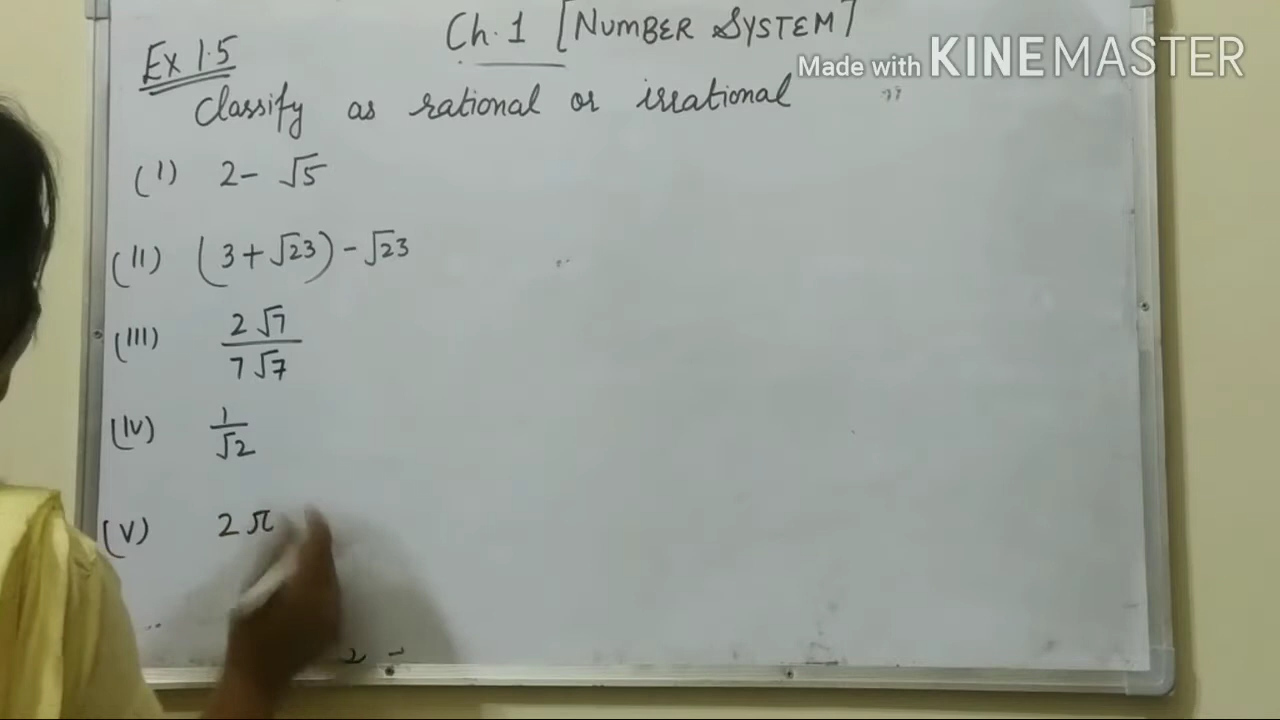 Ch. 1 [NUMBER SYSTEM]
Made with KINEMASTER
Ex 1.5
Classify as rational or irrational
(I) 2 - √5
(II) (3 + √23) - √23
(III) 2√7 / 7√7
(IV) 1 / √2
(V) 2π